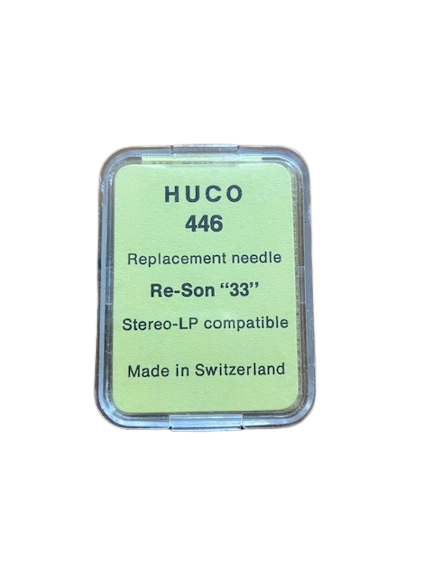 HUCO
446
Replacement needle
Re-Son “33”
Stereo-LP compatible
Made in Switzerland